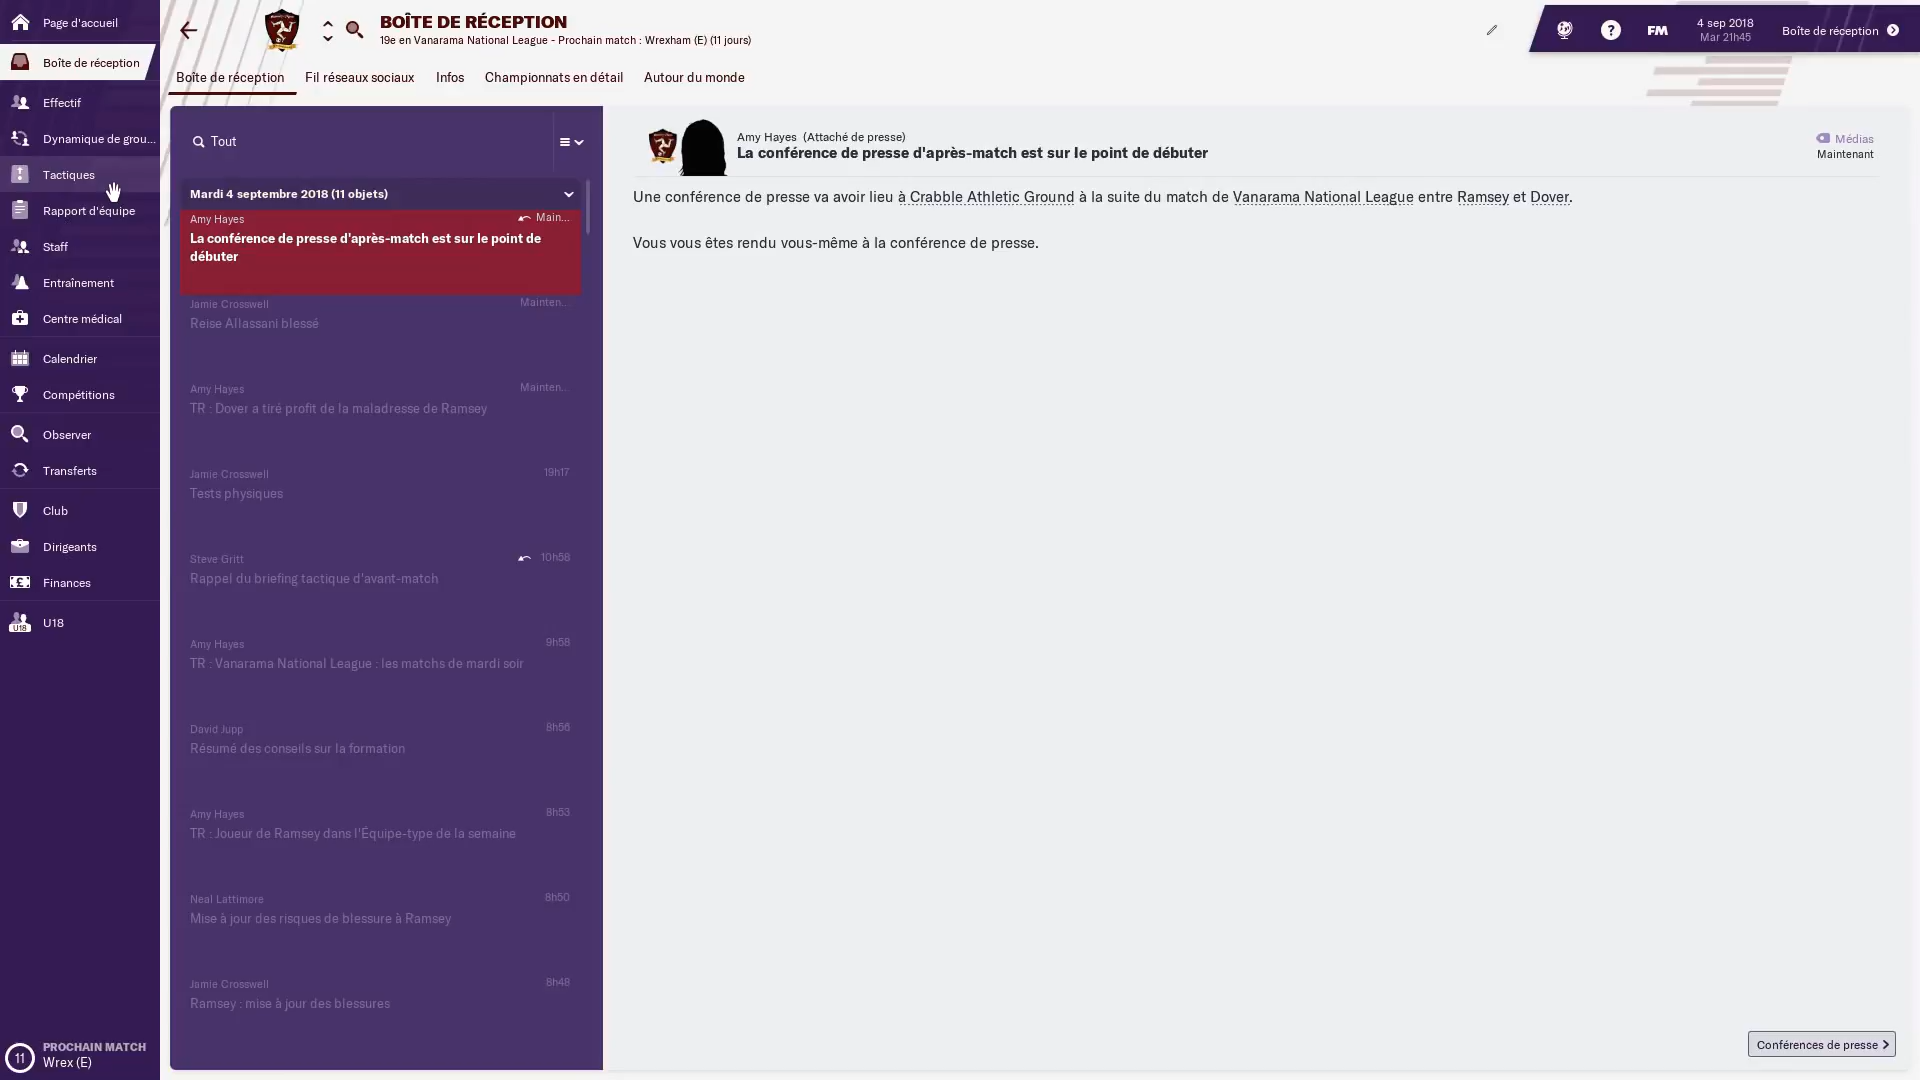 Page d'accueil
Boîte de réception
Effectif
Dynamique de grou...
Tactiques
Rapport d'équipe
Staff
Entraînement
Centre médical
Calendrier
Compétitions
Observer
Transferts
Club
Dirigeants
Finances
U18
U18
11
PROCHAIN MATCH
Wrex (E)
BOÎTE DE RÉCEPTION
19e en Vanarama National League - Prochain match : Wrexham (E) (11 jours)
?
FM
4 sep 2018
Mar 21h45
Boîte de réception
Boîte de réception
Fil réseaux sociaux
Infos
Championnats en détail
Autour du monde
Tout
Mardi 4 septembre 2018 (11 objets)
Amy Hayes
Main...
La conférence de presse d'après-match est sur le point de
débuter
Jamie Crosswell
Mainten...
Reise Allassani blessé
Amy Hayes
Mainten...
TR : Dover a tiré profit de la maladresse de Ramsey
Jamie Crosswell
19h17
Tests physiques
Steve Gritt
10h58
Rappel du briefing tactique d'avant-match
Amy Hayes
9h58
TR : Vanarama National League : les matchs de mardi soir
David Jupp
8h56
Résumé des conseils sur la formation
Amy Hayes
8h53
TR : Joueur de Ramsey dans l'Équipe-type de la semaine
Neal Lattimore
8h50
Mise à jour des risques de blessure à Ramsey
Jamie Crosswell
8h48
Ramsey : mise à jour des blessures
Amy Hayes (Attaché de presse)
La conférence de presse d'après-match est sur le point de débuter
Médias
Maintenant
Une conférence de presse va avoir lieu à Crabble Athletic Ground à la suite du match de Vanarama National League entre Ramsey et Dover.
Vous vous êtes rendu vous-même à la conférence de presse.
Conférences de presse